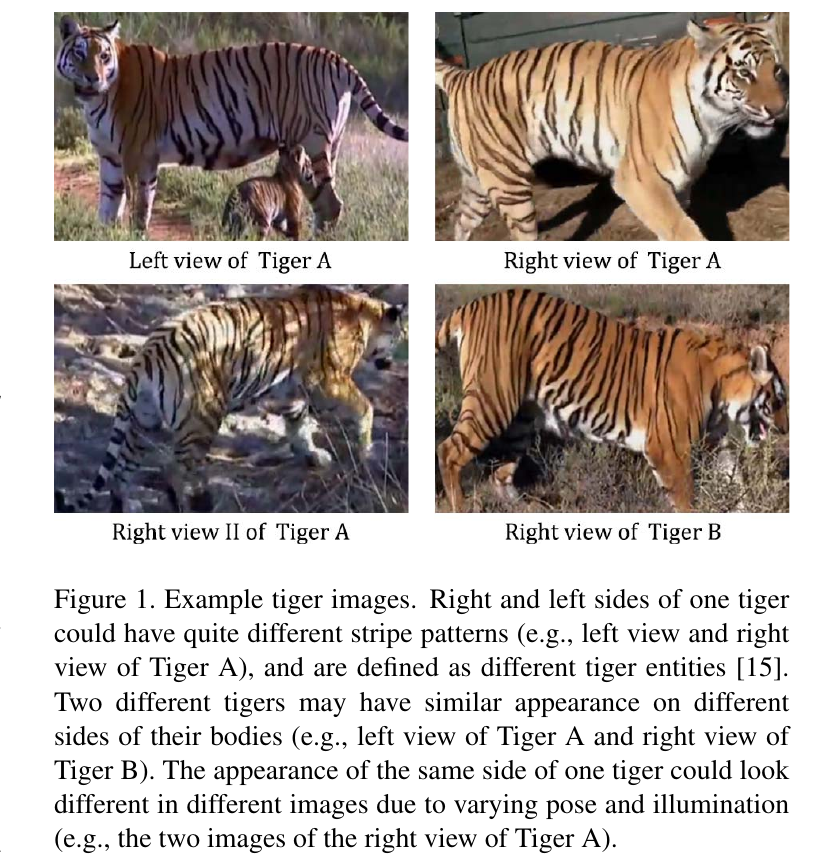 Left view of Tiger A
Right view of Tiger A
Right view II of Tiger A
Right view of Tiger B
Figure 1. Example tiger images. Right and left sides of one tiger
could have quite different stripe patterns (e.g., left view and right
view of Tiger A), and are defined as different tiger entities [15].
Two different tigers may have similar appearance on different
sides of their bodies (e.g., left view of Tiger A and right view of
Tiger B). The appearance of the same side of one tiger could look
different in different images due to varying pose and illumination
(e.g., the two images of the right view of Tiger A).